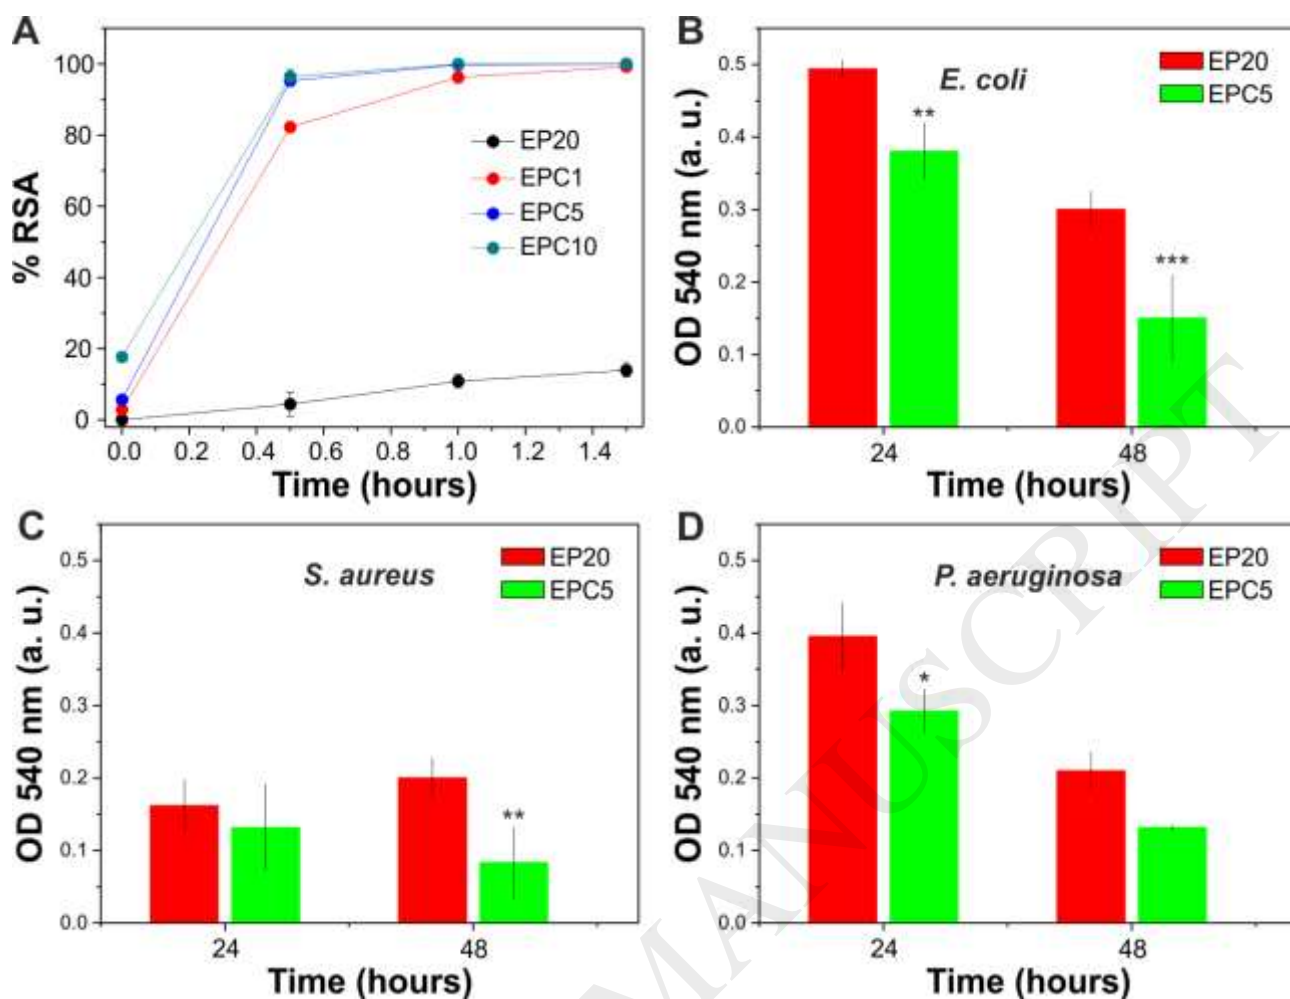 A
100
80
60
40
20
0
% RSA
EP20
EPC1
EPC5
EPC10
0.0 0.2 0.4 0.6 0.8 1.0 1.2 1.4
Time (hours)
B
0.5
0.4
0.3
0.2
0.1
0.0
OD 540 nm (a. u.)
E. coli
EP20
EPC5
**
***
24 48
Time (hours)
C
0.5
0.4
0.3
0.2
0.1
0.0
OD 540 nm (a. u.)
S. aureus
EP20
EPC5
**
24 48
Time (hours)
D
0.5
0.4
0.3
0.2
0.1
0.0
OD 540 nm (a. u.)
P. aeruginosa
EP20
EPC5
*
24 48
Time (hours)
MANUSCRIPT